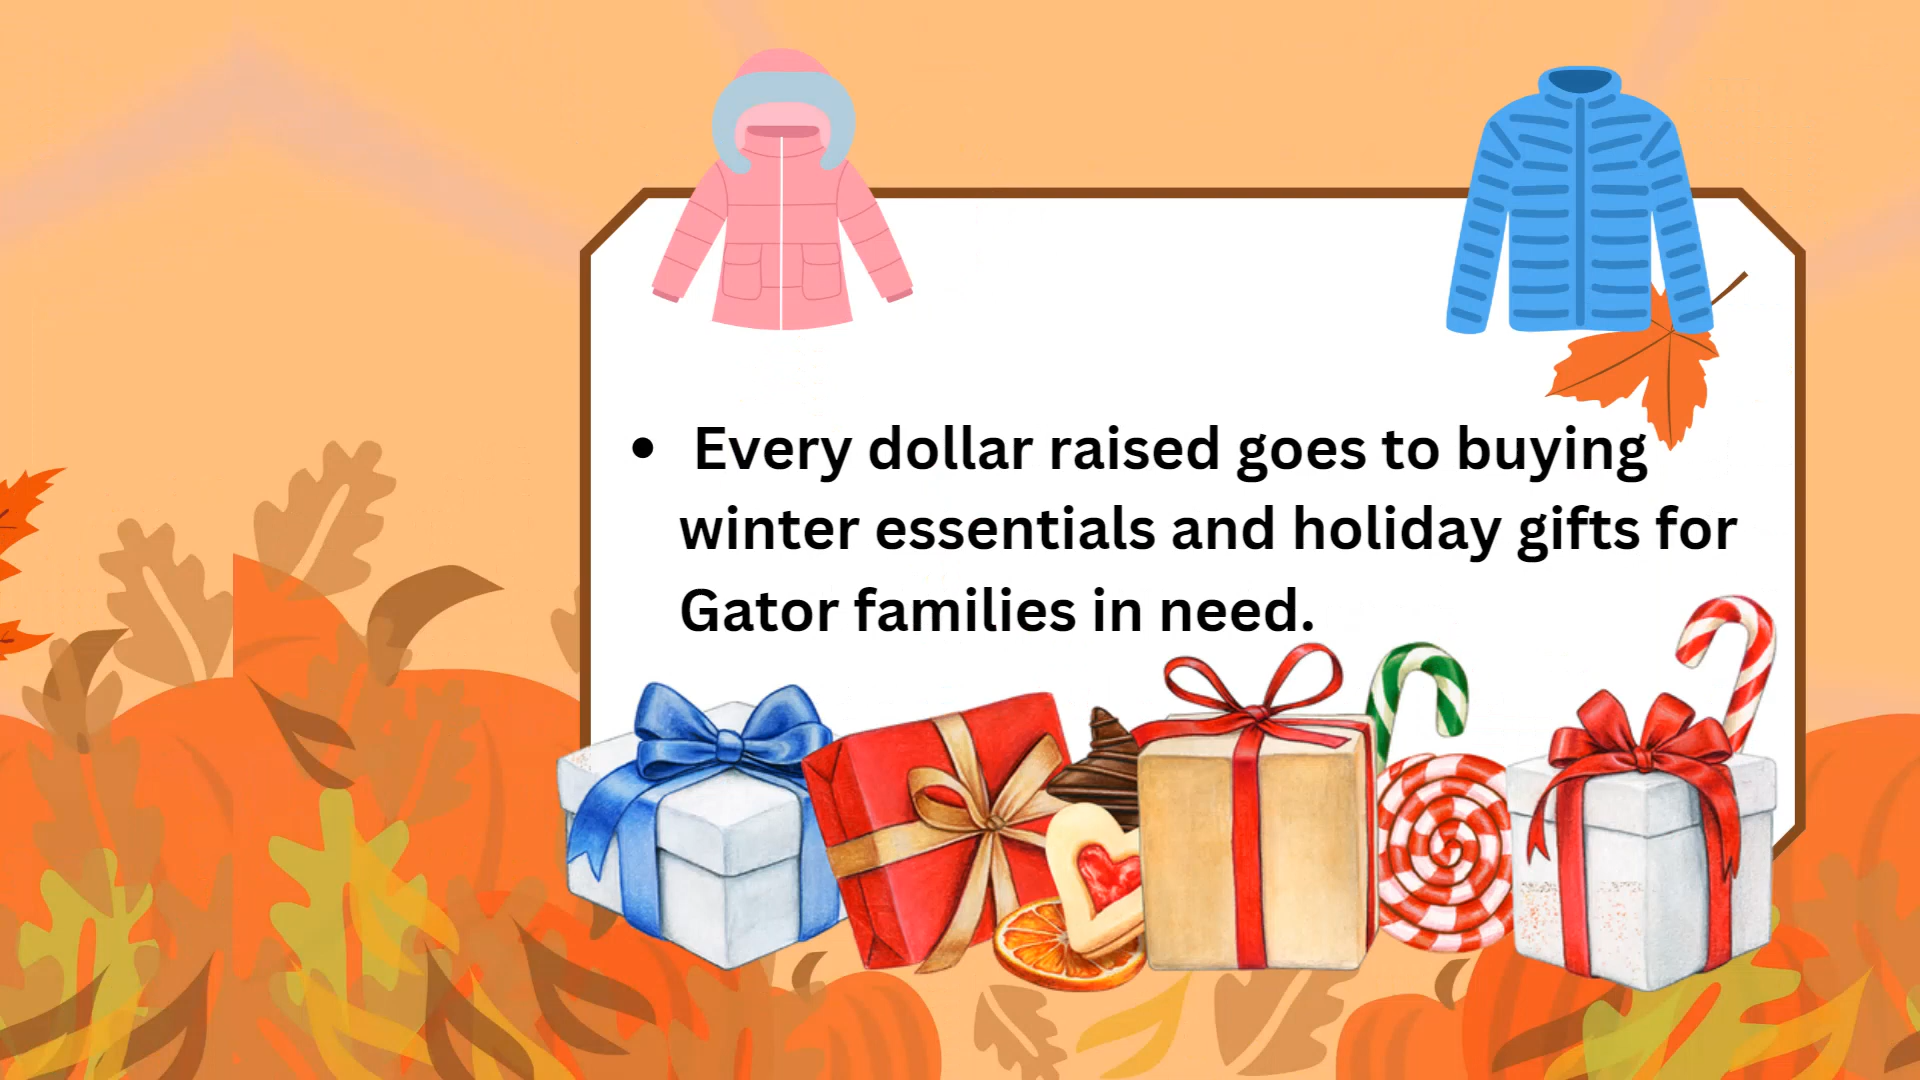 • Every dollar raised goes to buying
winter essentials and holiday gifts for
Gator families in need.